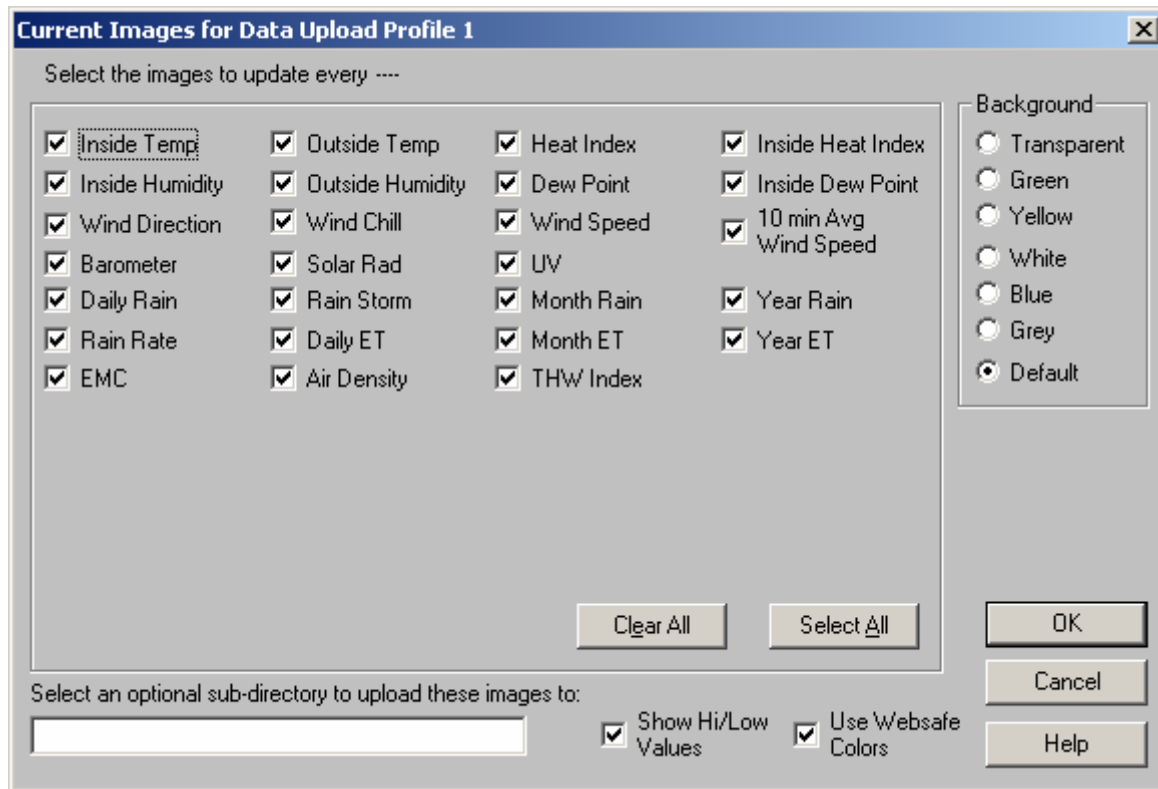 Current Images for Data Upload Profile 1
Select the images to update every ----
Inside Temp
Outside Temp
Heat Index
Inside Heat Index
Inside Humidity
Outside Humidity
Dew Point
Inside Dew Point
Wind Direction
Wind Chill
Wind Speed
10 min Avg
Wind Speed
Barometer
Solar Rad
UV
Daily Rain
Rain Storm
Month Rain
Year Rain
Rain Rate
Daily ET
Month ET
Year ET
EMC
Air Density
THW Index
Clear All
Select All
Background
Transparent
Green
Yellow
White
Blue
Grey
Default
OK
Cancel
Help
Select an optional sub-directory to upload these images to:
Show Hi/Low
Values
Use Websafe
Colors